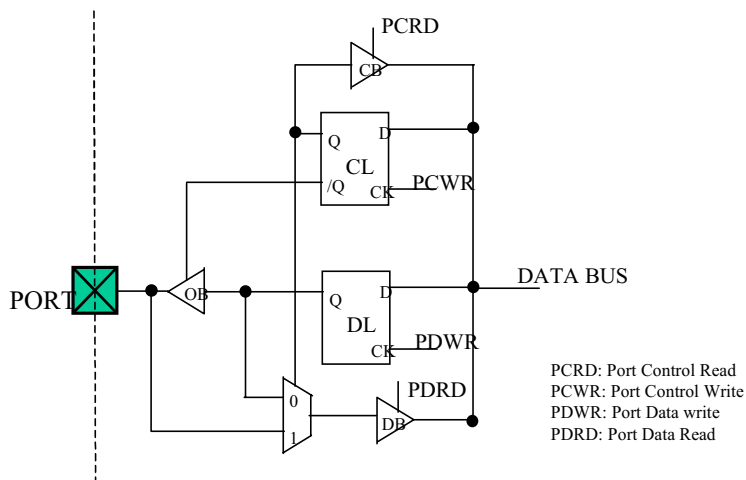 PCRD
CB
Q
D
CL
/Q
CK
PCWR
PORT
OB
Q
D
DATA BUS
DL
CK
PDWR
PCRD: Port Control Read
PCWR: Port Control Write
PDWR: Port Data write
PDRD: Port Data Read
PDRD
0
1
DB